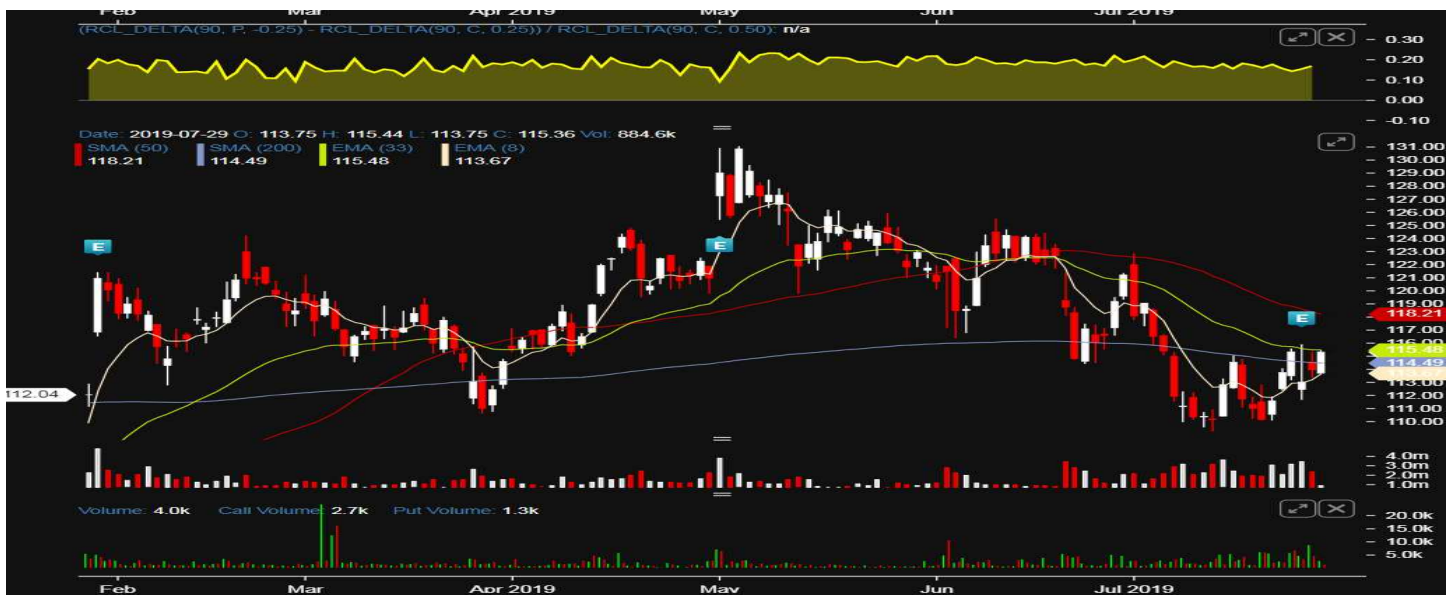 Feb Mar Apr 2019 May Jun Jul 2019
(RCL_DELTA(90, P, -0.25) - RCL_DELTA(90, C, 0.25)) / RCL_DELTA(90, C, 0.50): n/a
0.30
0.20
0.10
0.00
-0.10
Date: 2019-07-29 O: 113.75 H: 115.44 L: 113.75 C: 115.36 Vol: 884.6k
SMA (50) SMA (200) EMA (33) EMA (8)
118.21 114.49 115.48 113.67
131.00
130.00
129.00
128.00
127.00
126.00
125.00
124.00
123.00
122.00
121.00
120.00
119.00
118.21
117.00
115.48
114.49
113.67
113.00
112.00
111.00
110.00
E
E
E
112.04
4.0m
3.0m
2.0m
1.0m
Volume: 4.0k Call Volume: 2.7k Put Volume: 1.3k
20.0k
15.0k
10.0k
5.0k
Feb Mar Apr 2019 May Jun Jul 2019